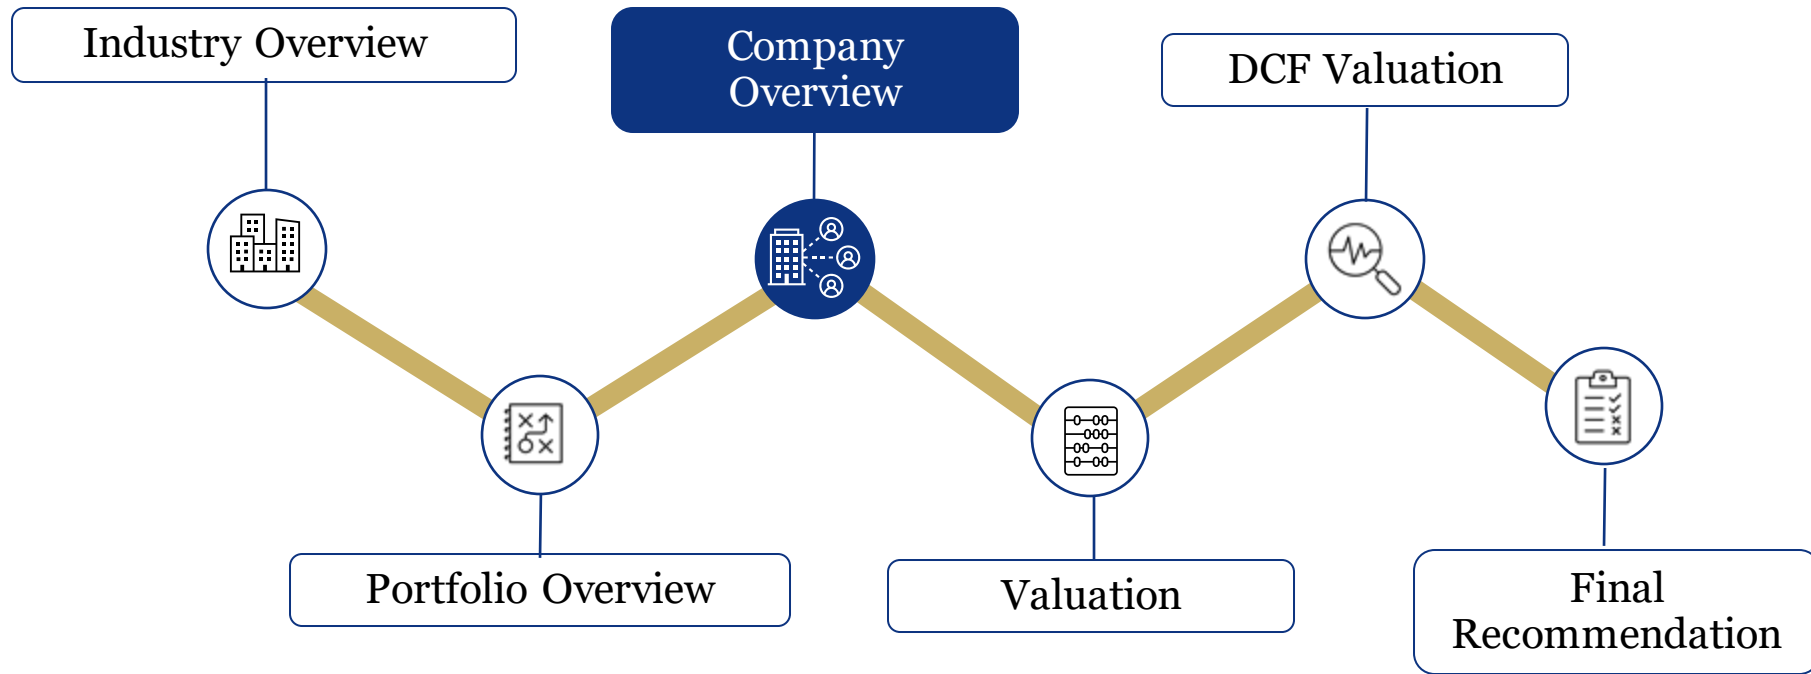 Industry Overview
Company
Overview
DCF Valuation
Portfolio Overview
Valuation
Final
Recommendation